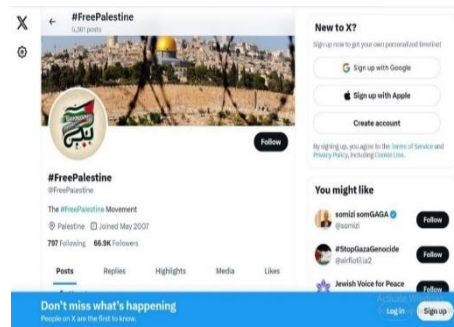 #FreePalestine
5,301 posts
Follow
#FreePalestine
@FreePalestine
The #FreePalestine Movement
Palestine Joined May 2007
797 Following 66.9K Followers
Posts Replies Highlights Media Likes
New to X?
Sign up now to get your own personalized timeline!
Sign up with Google
Sign up with Apple
Create account
By signing up, you agree to the Terms of Service and
Privacy Policy, including Cookie Use.
You might like
somizi somGAGA
@somizi
Follow
#StopGazaGenocide
Follow
Jewish Voice for Peace
Follow
Don't miss what's happening
People on X are the first to know.
Log in
Sign up